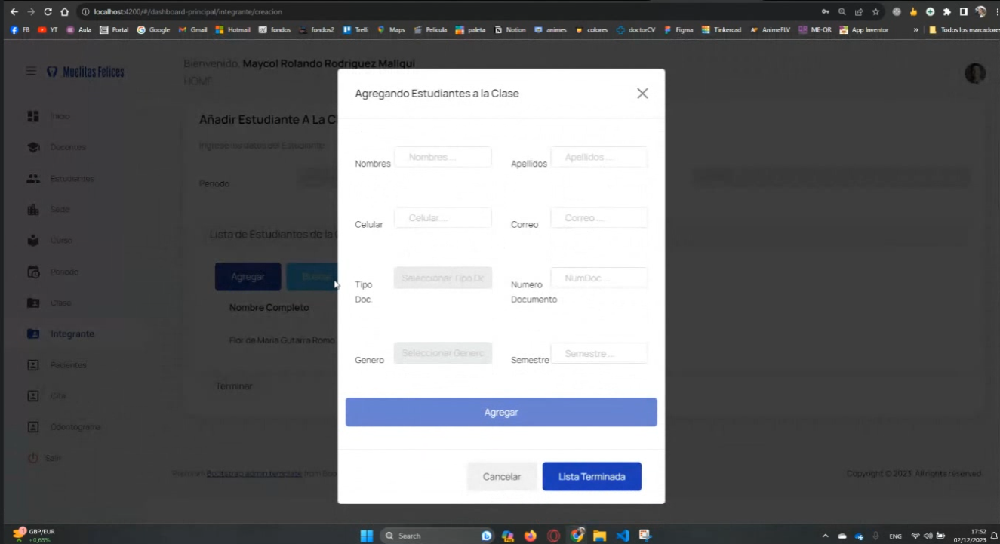 localhost:4200/#/dashboard-principal/integrante/creacion
FB YT Aula Portal Google Gmail Hotmail fondos fondos2 Trelli Maps Pelicula paleta Notion animes colores doctorCV Figma Tinkercad AnimeFLV ME-QR App Inventor » Todos los marcadores
Muelitas Felices
Bienvenido, Maycol Rolando Rodriguez Mallqui
HOME
Agregando Estudiantes a la Clase
Inicio
Docentes
Estudiantes
Sede
Curso
Periodo
Clase
Integrante
Pacientes
Cita
Odontograma
Salir
Añadir Estudiante A La C
Ingrese los datos del Estudiante
Periodo
Lista de Estudiantes de la C
Agregar Buscar
Nombre Completo
Flor de Maria Gutarra Romo
Terminar
Nombres Nombres ... Apellidos Apellidos ...
Celular Celular.... Correo Correo ....
Tipo Doc. Seleccionar Tipo Dc Numero Documento NumDoc ...
Genero Seleccionar Genero Semestre Semestre ...
Agregar
Cancelar Lista Terminada
Bootstrap admin template from
Copyright © 2023. All rights reserved.
1
GBP/EUR
+0,65%
Search
ENG
17:52
02/12/2023